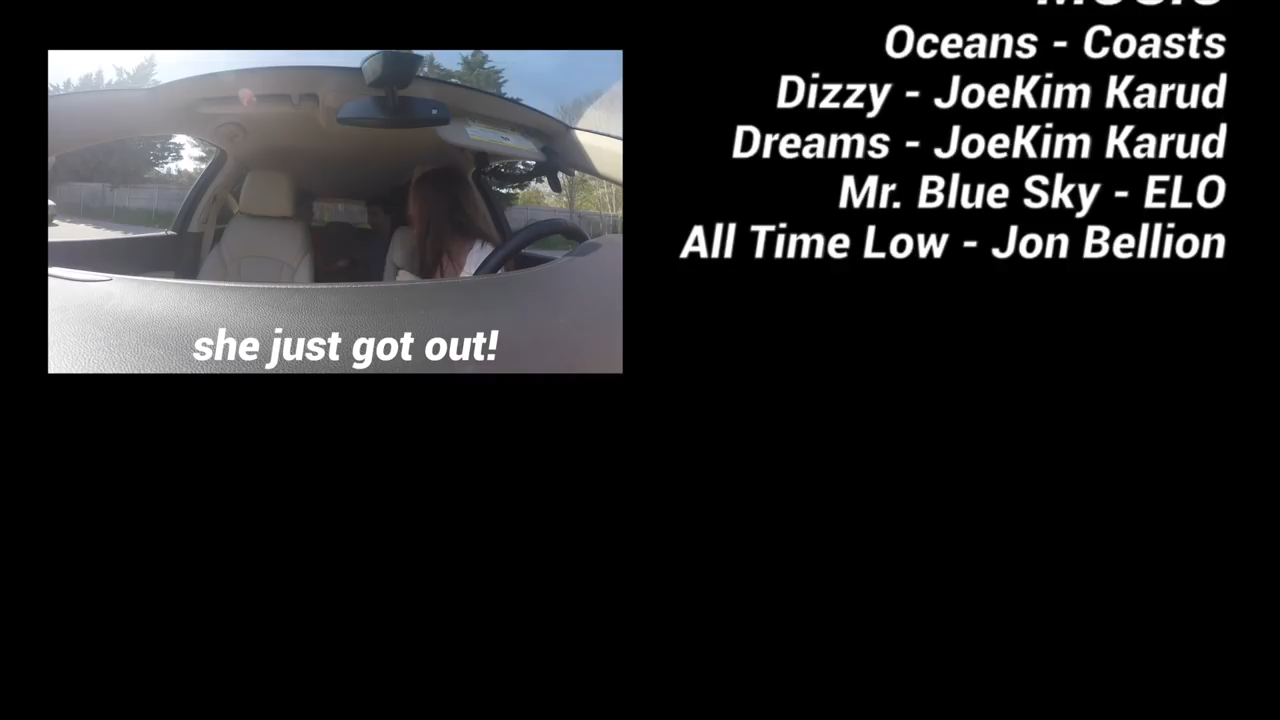 MUSIC
Oceans - Coasts
Dizzy - JoeKim Karud
Dreams - JoeKim Karud
Mr. Blue Sky - ELO
All Time Low - Jon Bellion
she just got out!